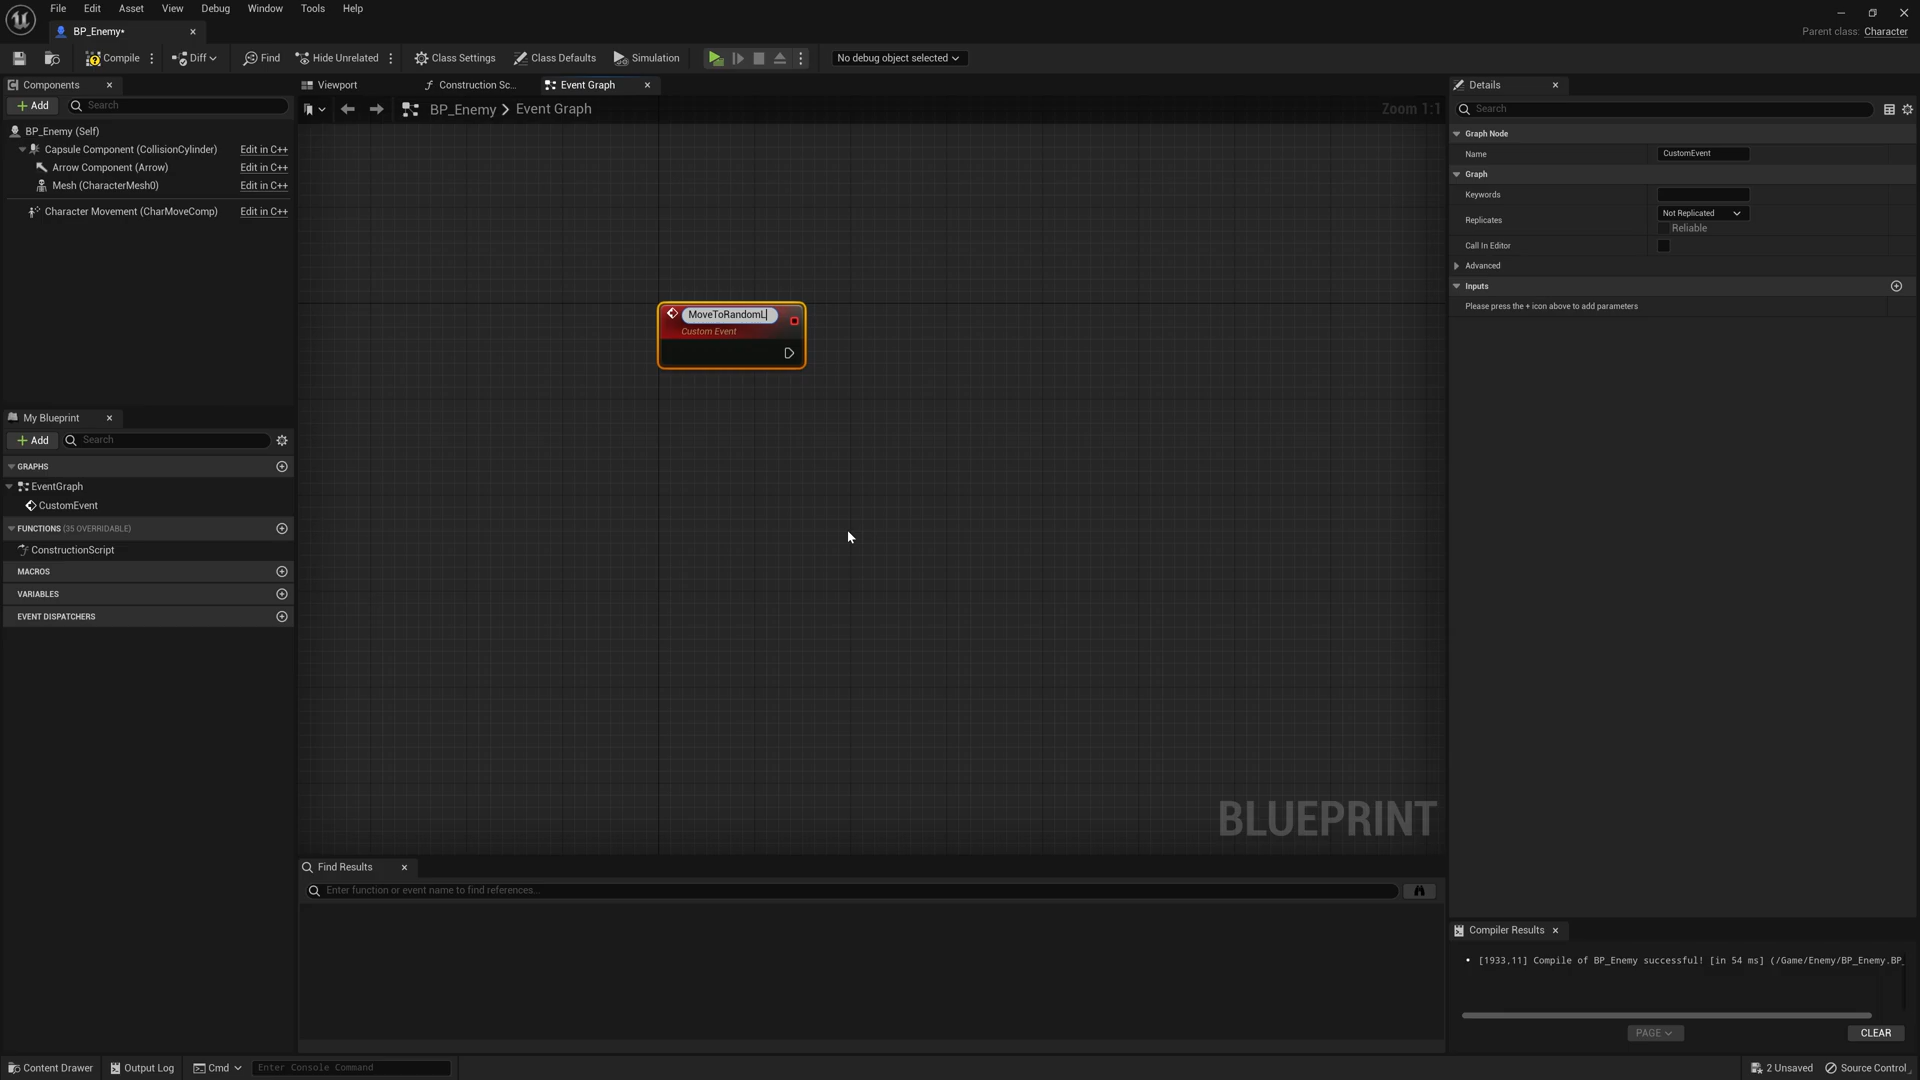 File Edit Asset View Debug Window Tools Help
BP_Enemy*
Parent class: Character
Compile Diff Find Hide Unrelated Class Settings Class Defaults Simulation No debug object selected
Components
Add Search
BP_Enemy (Self)
Capsule Component (CollisionCylinder) Edit in C++
Arrow Component (Arrow) Edit in C++
Mesh (CharacterMesh0) Edit in C++
Character Movement (CharMoveComp) Edit in C++
My Blueprint
Add Search
GRAPHS
EventGraph
CustomEvent
FUNCTIONS (35 OVERRIDABLE)
ConstructionScript
MACROS
VARIABLES
EVENT DISPATCHERS
Viewport Construction Sc... Event Graph
BP_Enemy > Event Graph Zoom 1:1
MoveToRandomL
Custom Event
BLUEPRINT
Find Results
Enter function or event name to find references...
Details
Search
Graph Node
Name CustomEvent
Graph
Keywords
Replicates Not Replicated
Reliable
Call In Editor
Advanced
Inputs
Please press the + icon above to add parameters
Compiler Results
• [1933,11] Compile of BP_Enemy successful! [in 54 ms] (/Game/Enemy/BP_Enemy.BP_
PAGE CLEAR
Content Drawer Output Log Cmd Enter Console Command 2 Unsaved Source Control